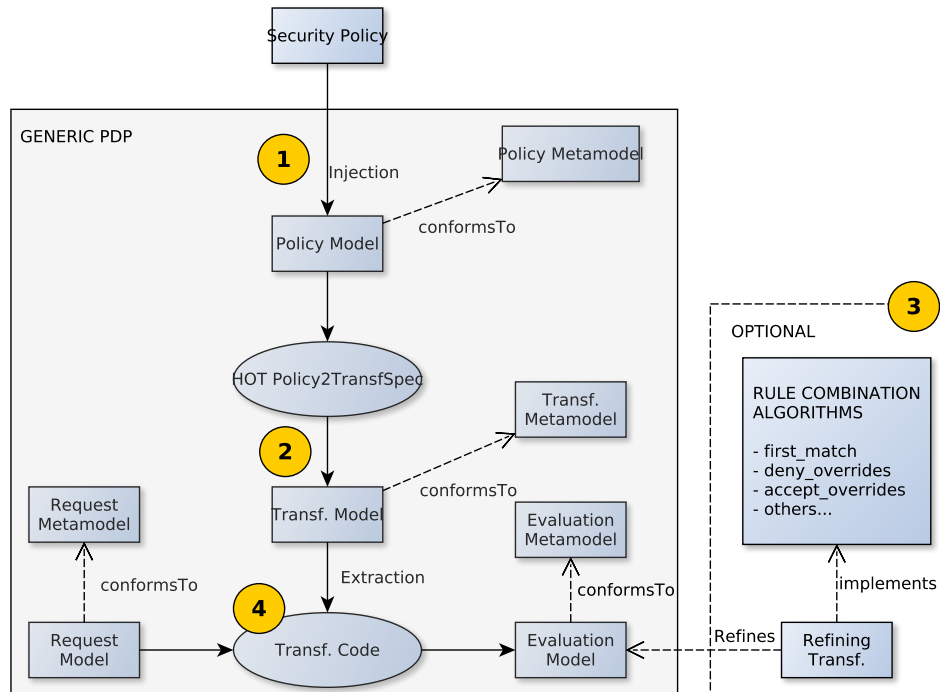 Security Policy
GENERIC PDP
1
Injection
Policy Metamodel
conformsTo
Policy Model
HOT Policy2TransfSpec
2
Transf.
Metamodel
conformsTo
Transf. Model
Request
Metamodel
conformsTo
Extraction
Evaluation
Metamodel
conformsTo
4
Request
Model
Transf. Code
Evaluation
Model
Refines
3
OPTIONAL
RULE COMBINATION
ALGORITHMS
- first_match
- deny_overrides
- accept_overrides
- others...
implements
Refining
Transf.